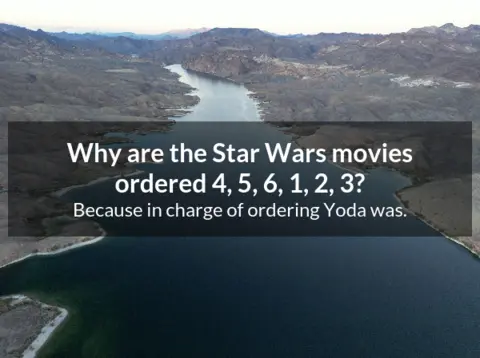 Why are the Star Wars movies
ordered 4, 5, 6, 1, 2, 3?
Because in charge of ordering Yoda was.